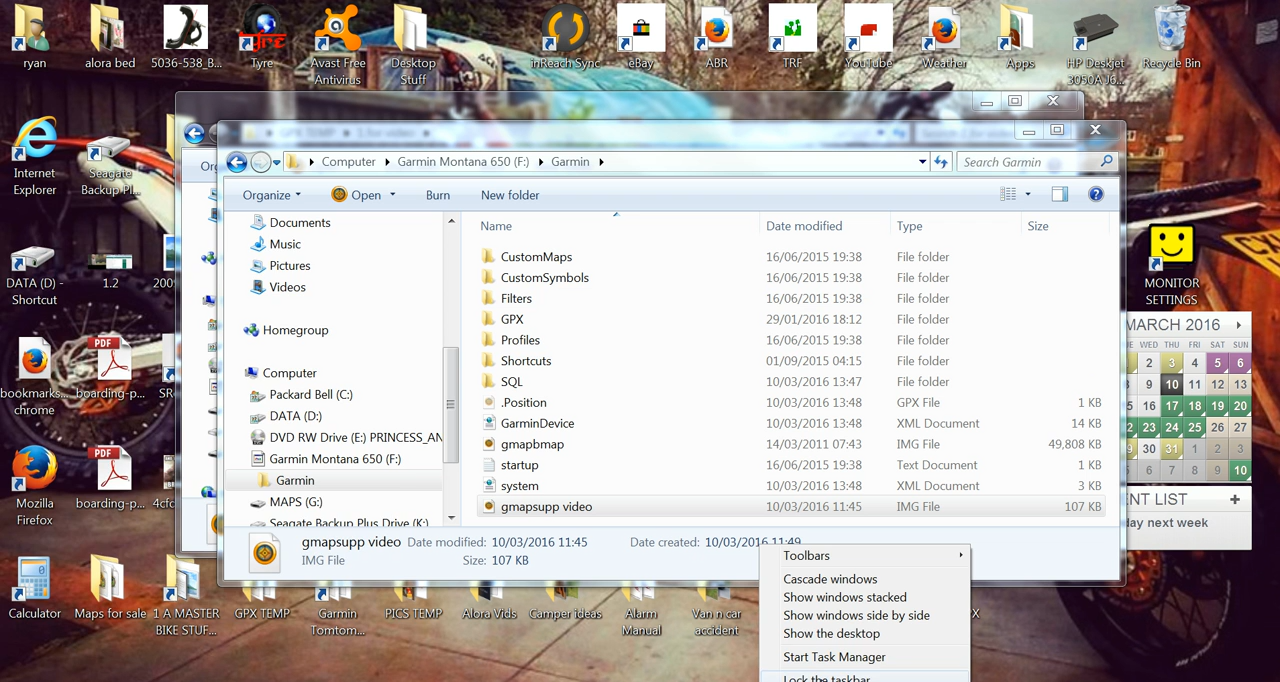 ryan
alora bed
5036-538_B...
Tyre
Avast Free
Antivirus
Desktop
Stuff
inReach Sync
eBay
ABR
TRF
YouTube
Weather
Apps
HP Deskjet
3050A J6...
Recycle Bin
Internet
Explorer
Seagate
Backup Pl...
DATA (D) -
Shortcut
1.2
200
bookmarks...
chrome
boarding-p...
SR
Mozilla
Firefox
boarding-p...
4cfc
Calculator
Maps for sale
1 A MASTER
BIKE STUF...
GPX TEMP
Garmin
Tomtom...
PICS TEMP
Alora Vids
Camper ideas
Alarm
Manual
Van n car
accident
X
Org
Computer
Garmin Montana 650 (F:)
Garmin
Search Garmin
Organize
Open
Burn
New folder
Documents
Music
Pictures
Videos
Homegroup
Computer
Packard Bell (C:)
DATA (D:)
DVD RW Drive (E:) PRINCESS_AN
Garmin Montana 650 (F:)
Garmin
MAPS (G:)
Seagate Backup Plus Drive (K:)
Name Date modified Type Size
CustomMaps 16/06/2015 19:38 File folder
CustomSymbols 16/06/2015 19:38 File folder
Filters 16/06/2015 19:38 File folder
GPX 29/01/2016 18:12 File folder
Profiles 16/06/2015 19:38 File folder
Shortcuts 01/09/2015 04:15 File folder
SQL 10/03/2016 13:47 File folder
.Position 10/03/2016 13:48 GPX File 1 KB
GarminDevice 10/03/2016 13:48 XML Document 14 KB
gmapbmap 14/03/2011 07:43 IMG File 49,808 KB
startup 16/06/2015 19:38 Text Document 1 KB
system 10/03/2016 13:48 XML Document 3 KB
gmapsupp video 10/03/2016 11:45 IMG File 107 KB
gmapsupp video Date modified: 10/03/2016 11:45 Date created: 10/03/2016 11:49
IMG File Size: 107 KB
Toolbars
Cascade windows
Show windows stacked
Show windows side by side
Show the desktop
Start Task Manager
Lock the taskbar
MONITOR
SETTINGS
MARCH 2016
E WED THU FRI SAT SUN
2 3 4 5 6
8 9 10 11 12 13
5 16 17 18 19 20
2 23 24 25 26 27
9 30 31 1 2 3
6 7 8 9 10
ENT LIST +
day next week